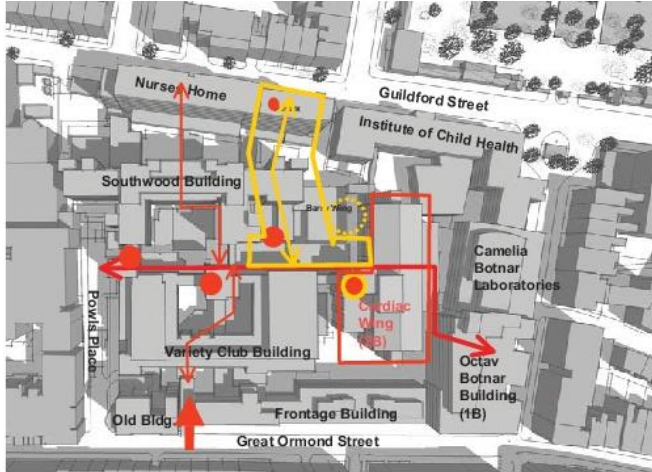 Guildford Street
Nurses Home
Institute of Child Health
Southwood Building
Camelia
Botnar
Laboratories
Powis Place
Cardiac
Wing
Variety Club Building
Octav
Botnar
Building
(1B)
Old Bldg.
Frontage Building
Great Ormond Street